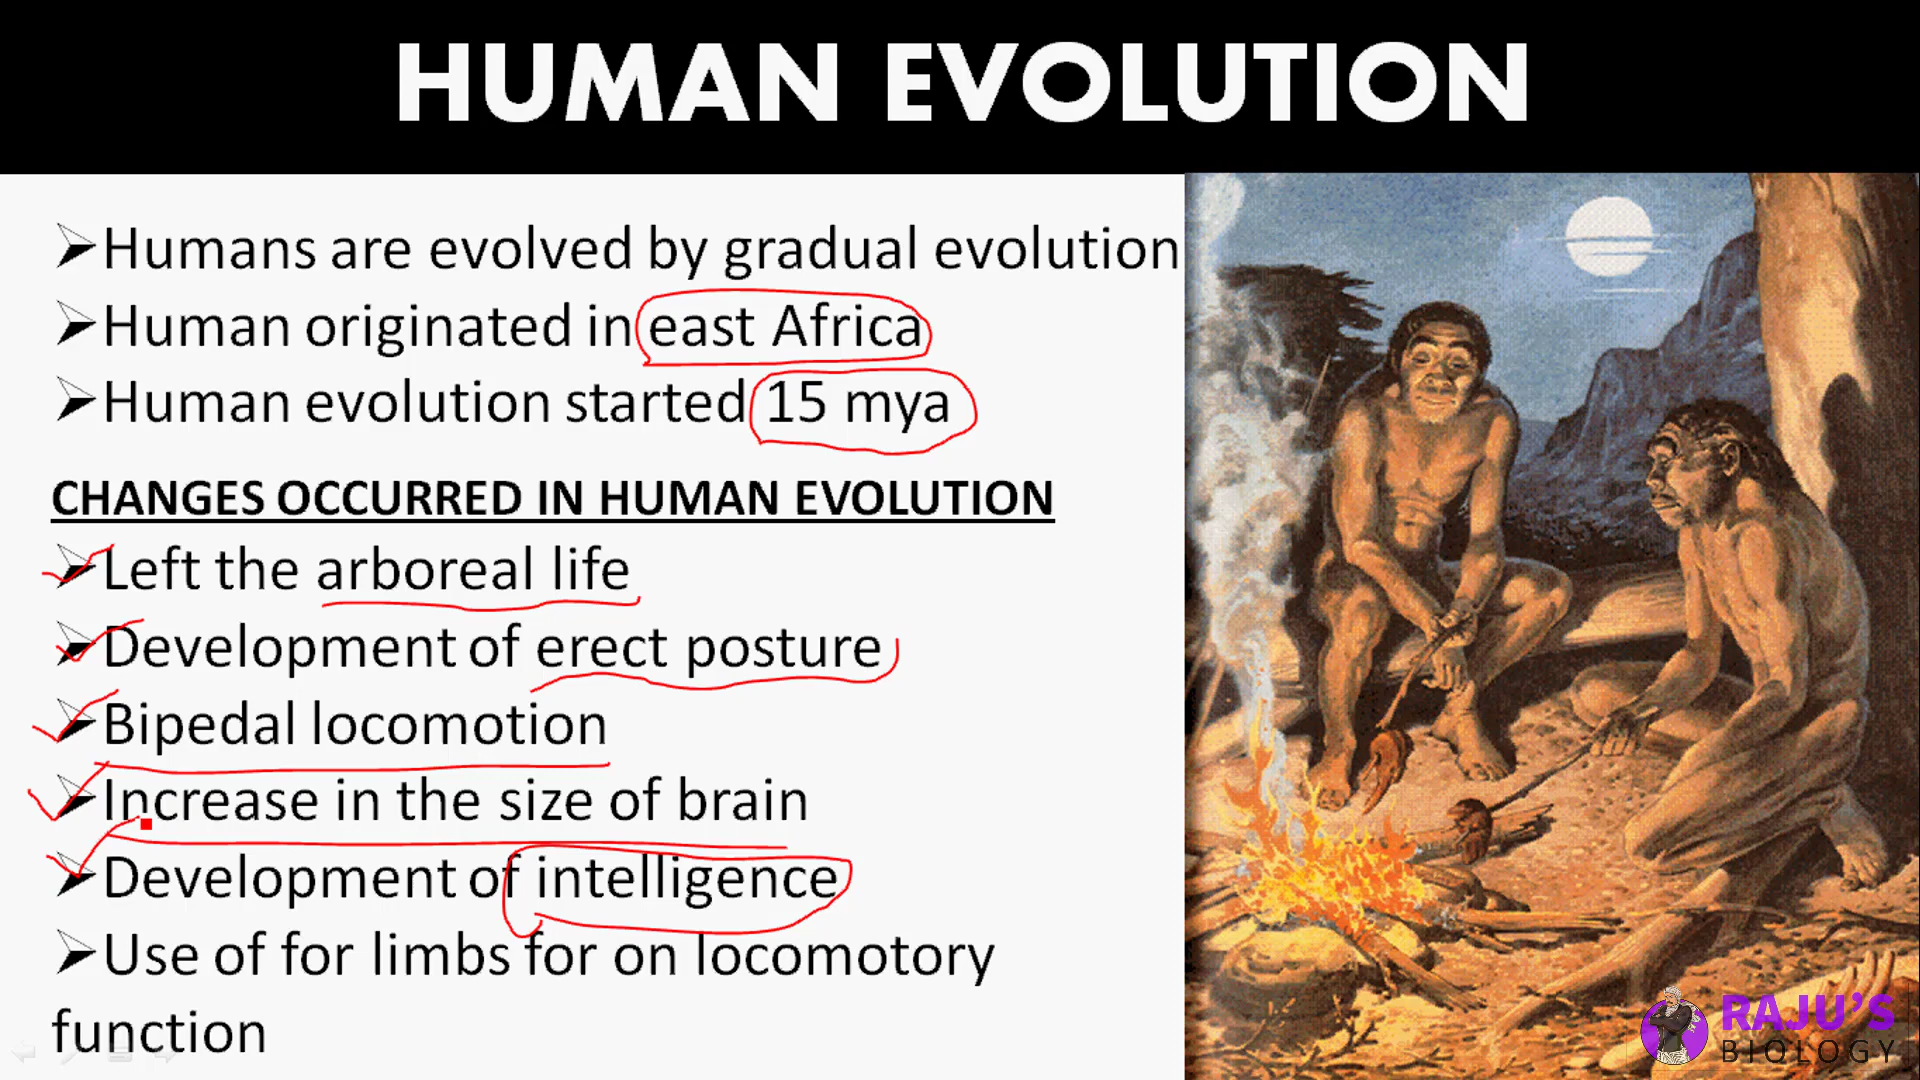 HUMAN EVOLUTION
Humans are evolved by gradual evolution
Human originated in east Africa
Human evolution started 15 mya
CHANGES OCCURRED IN HUMAN EVOLUTION
Left the arboreal life
Development of erect posture
Bipedal locomotion
Increase in the size of brain
Development of intelligence
Use of for limbs for on locomotory
function
RAJU'S
BIOLOGY